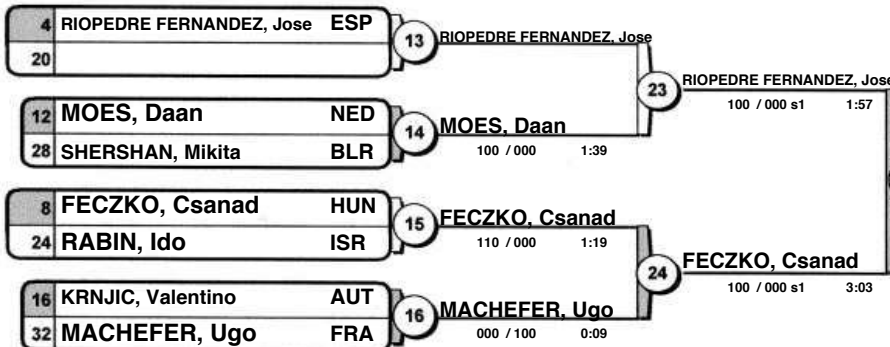 4 RIOPEDRE FERNANDEZ, Jose ESP
20
13
RIOPEDRE FERNANDEZ, Jose
12 MOES, Daan NED
28 SHERSHAN, Mikita BLR
14
MOES, Daan
100 / 000 1:39
23
RIOPEDRE FERNANDEZ, Jose
100 / 000 s1 1:57
8 FECZKO, Csanad HUN
24 RABIN, Ido ISR
15
FECZKO, Csanad
110 / 000 1:19
16 KRNJIC, Valentino AUT
32 MACHEFER, Ugo FRA
16
MACHEFER, Ugo
000 / 100 0:09
24
FECZKO, Csanad
100 / 000 s1 3:03